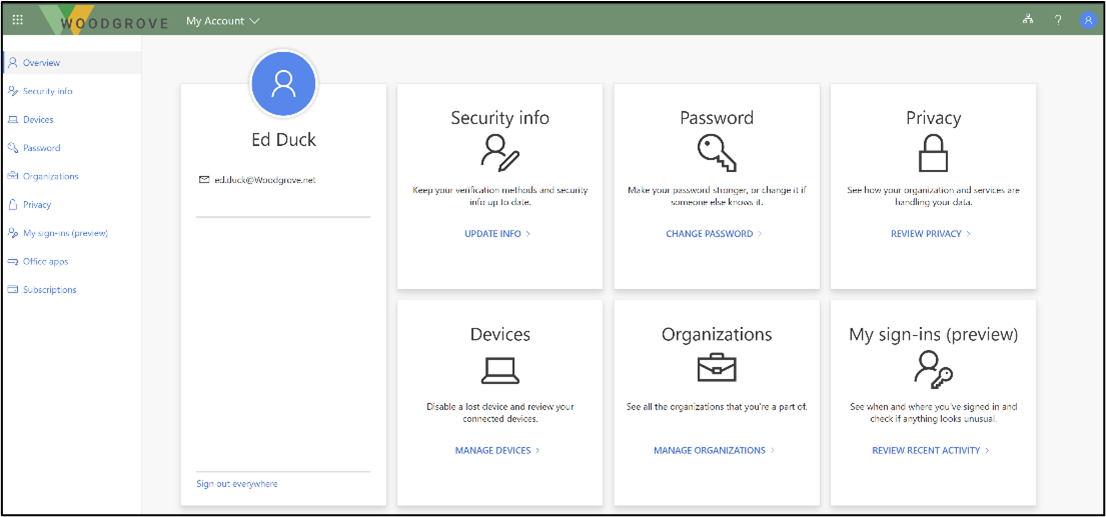 WOODGROVE
My Account
?
Overview
Security info
Devices
Password
Organizations
Privacy
My sign-ins (preview)
Office apps
Subscriptions
Ed Duck
ed.duck@Woodgrove.net
Sign out everywhere
Security info
Keep your verification methods and security
info up to date.
UPDATE INFO >
Password
Make your password stronger, or change it if
someone else knows it.
CHANGE PASSWORD >
Privacy
See how your organization and services are
handling your data.
REVIEW PRIVACY >
Devices
Disable a lost device and review your
connected devices.
MANAGE DEVICES >
Organizations
See all the organizations that you're a part of.
MANAGE ORGANIZATIONS >
My sign-ins (preview)
See when and where you've signed in and
check if anything looks unusual.
REVIEW RECENT ACTIVITY >